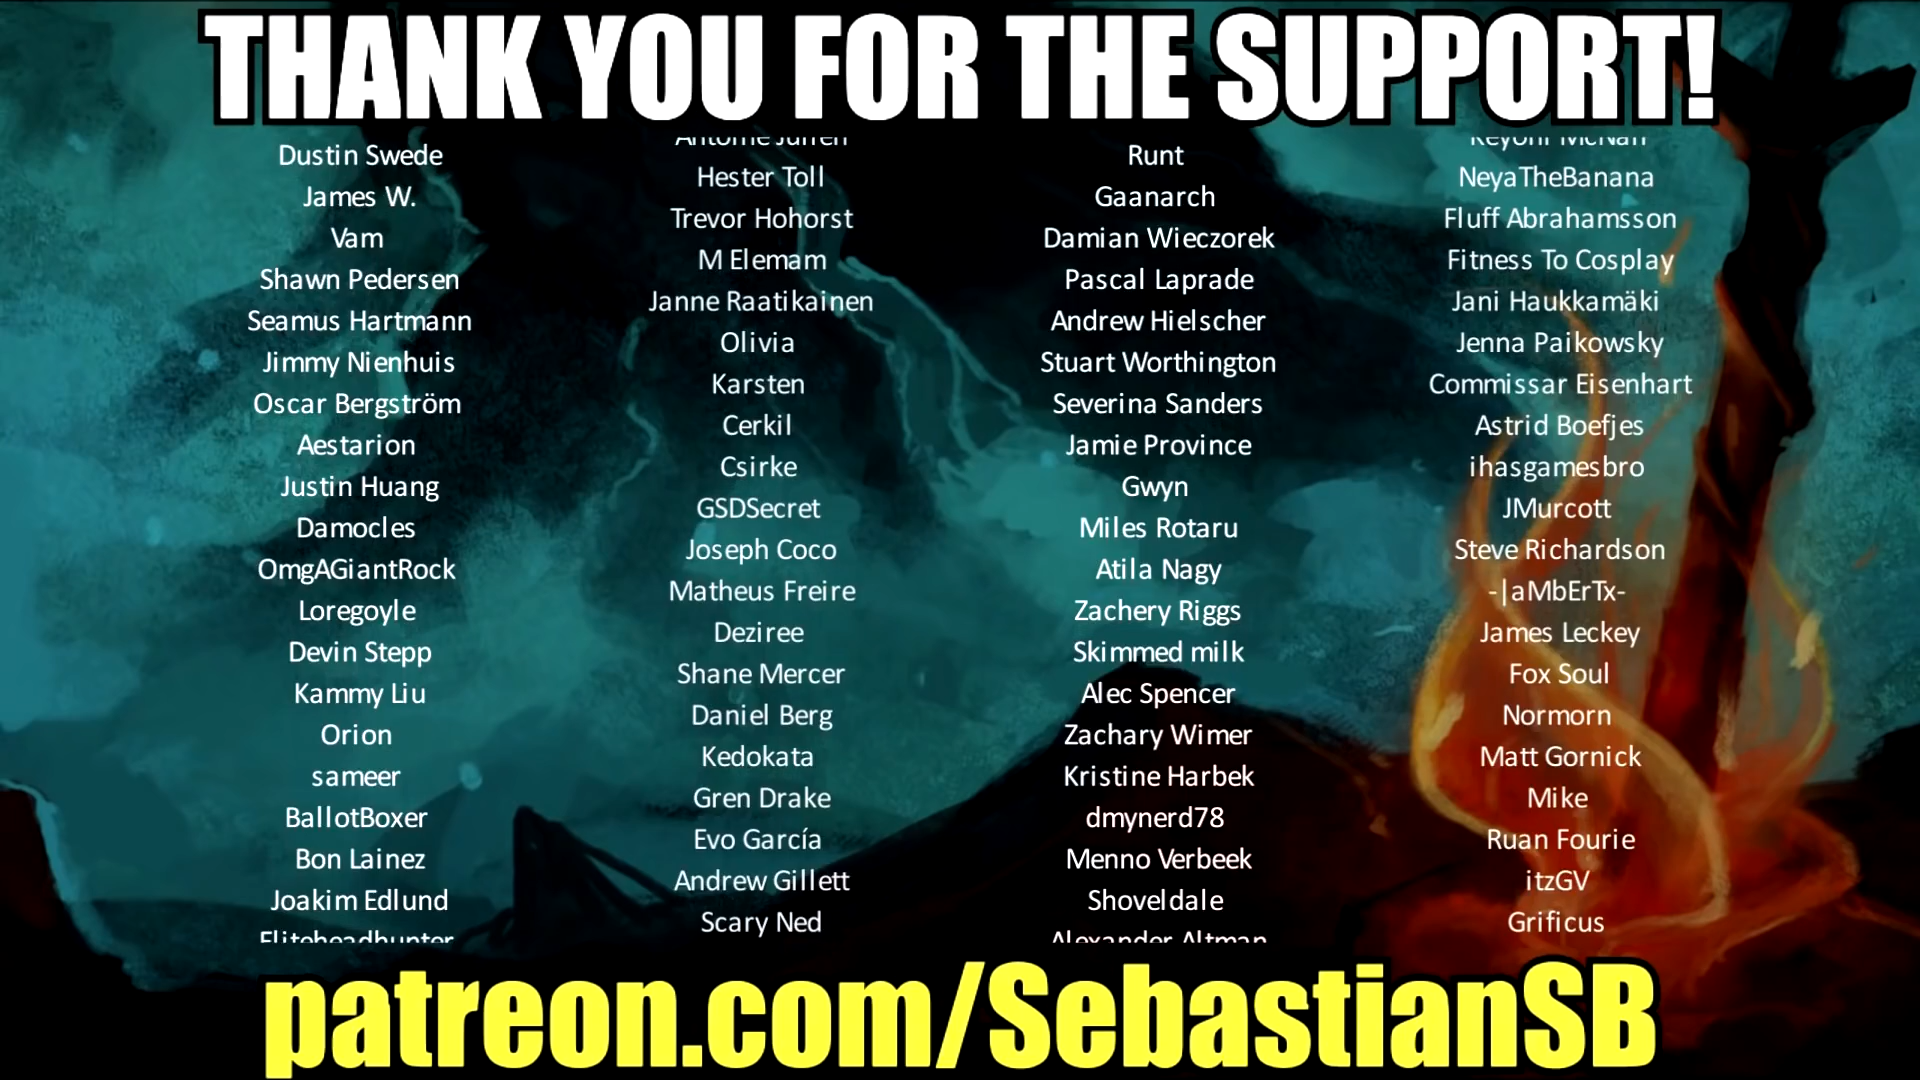 THANK YOU FOR THE SUPPORT!
Dustin Swede
James W.
Vam
Shawn Pedersen
Seamus Hartmann
Jimmy Nienhuis
Oscar Bergström
Aestarion
Justin Huang
Damocles
OmgAGiantRock
Loregoyle
Devin Stepp
Kammy Liu
Orion
sameer
BallotBoxer
Bon Lainez
Joakim Edlund
Eliteheadhunter
Hester Toll
Trevor Hohorst
M Elemam
Janne Raatikainen
Olivia
Karsten
Cerkil
Csirke
GSDSecret
Joseph Coco
Matheus Freire
Deziree
Shane Mercer
Daniel Berg
Kedokata
Gren Drake
Evo García
Andrew Gillett
Scary Ned
Runt
Gaanarch
Damian Wieczorek
Pascal Laprade
Andrew Hielscher
Stuart Worthington
Severina Sanders
Jamie Province
Gwyn
Miles Rotaru
Atila Nagy
Zachery Riggs
Skimmed milk
Alec Spencer
Zachary Wimer
Kristine Harbek
dmynerd78
Menno Verbeek
Shoveldale
Alexander Altman
NeyaTheBanana
Fluff Abrahamsson
Fitness To Cosplay
Jani Haukkamäki
Jenna Paikowsky
Commissar Eisenhart
Astrid Boefjes
ihasgamesbro
JMurcott
Steve Richardson
-|aMbErTx-
James Leckey
Fox Soul
Normorn
Matt Gornick
Mike
Ruan Fourie
itzGV
Grificus
patreon.com/SebastianSB